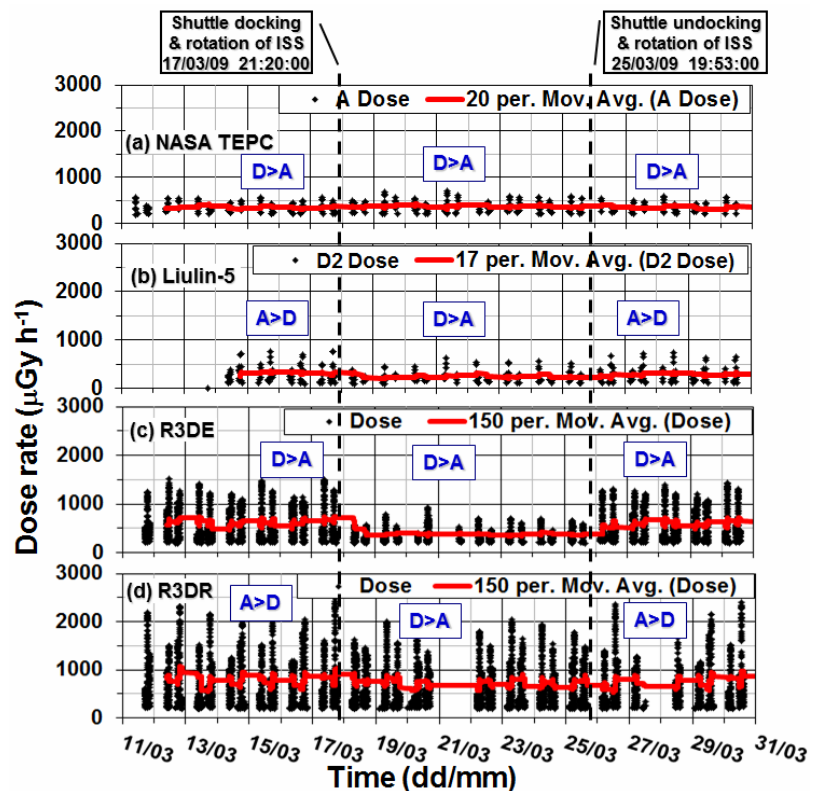 Shuttle docking
& rotation of ISS
17/03/09 21:20:00
Shuttle undocking
& rotation of ISS
25/03/09 19:53:00
Dose rate (μGy h-1)
3000
2000
1000
0
A Dose
20 per. Mov. Avg. (A Dose)
(a) NASA TEPC
D>A
D>A
D>A
3000
2000
1000
0
D2 Dose
17 per. Mov. Avg. (D2 Dose)
(b) Liulin-5
A>D
D>A
A>D
3000
2000
1000
0
Dose
150 per. Mov. Avg. (Dose)
(c) R3DE
D>A
D>A
D>A
3000
2000
1000
0
Dose
150 per. Mov. Avg. (Dose)
(d) R3DR
A>D
D>A
A>D
11/03 13/03 15/03 17/03 19/03 21/03 23/03 25/03 27/03 29/03 31/03
Time (dd/mm)